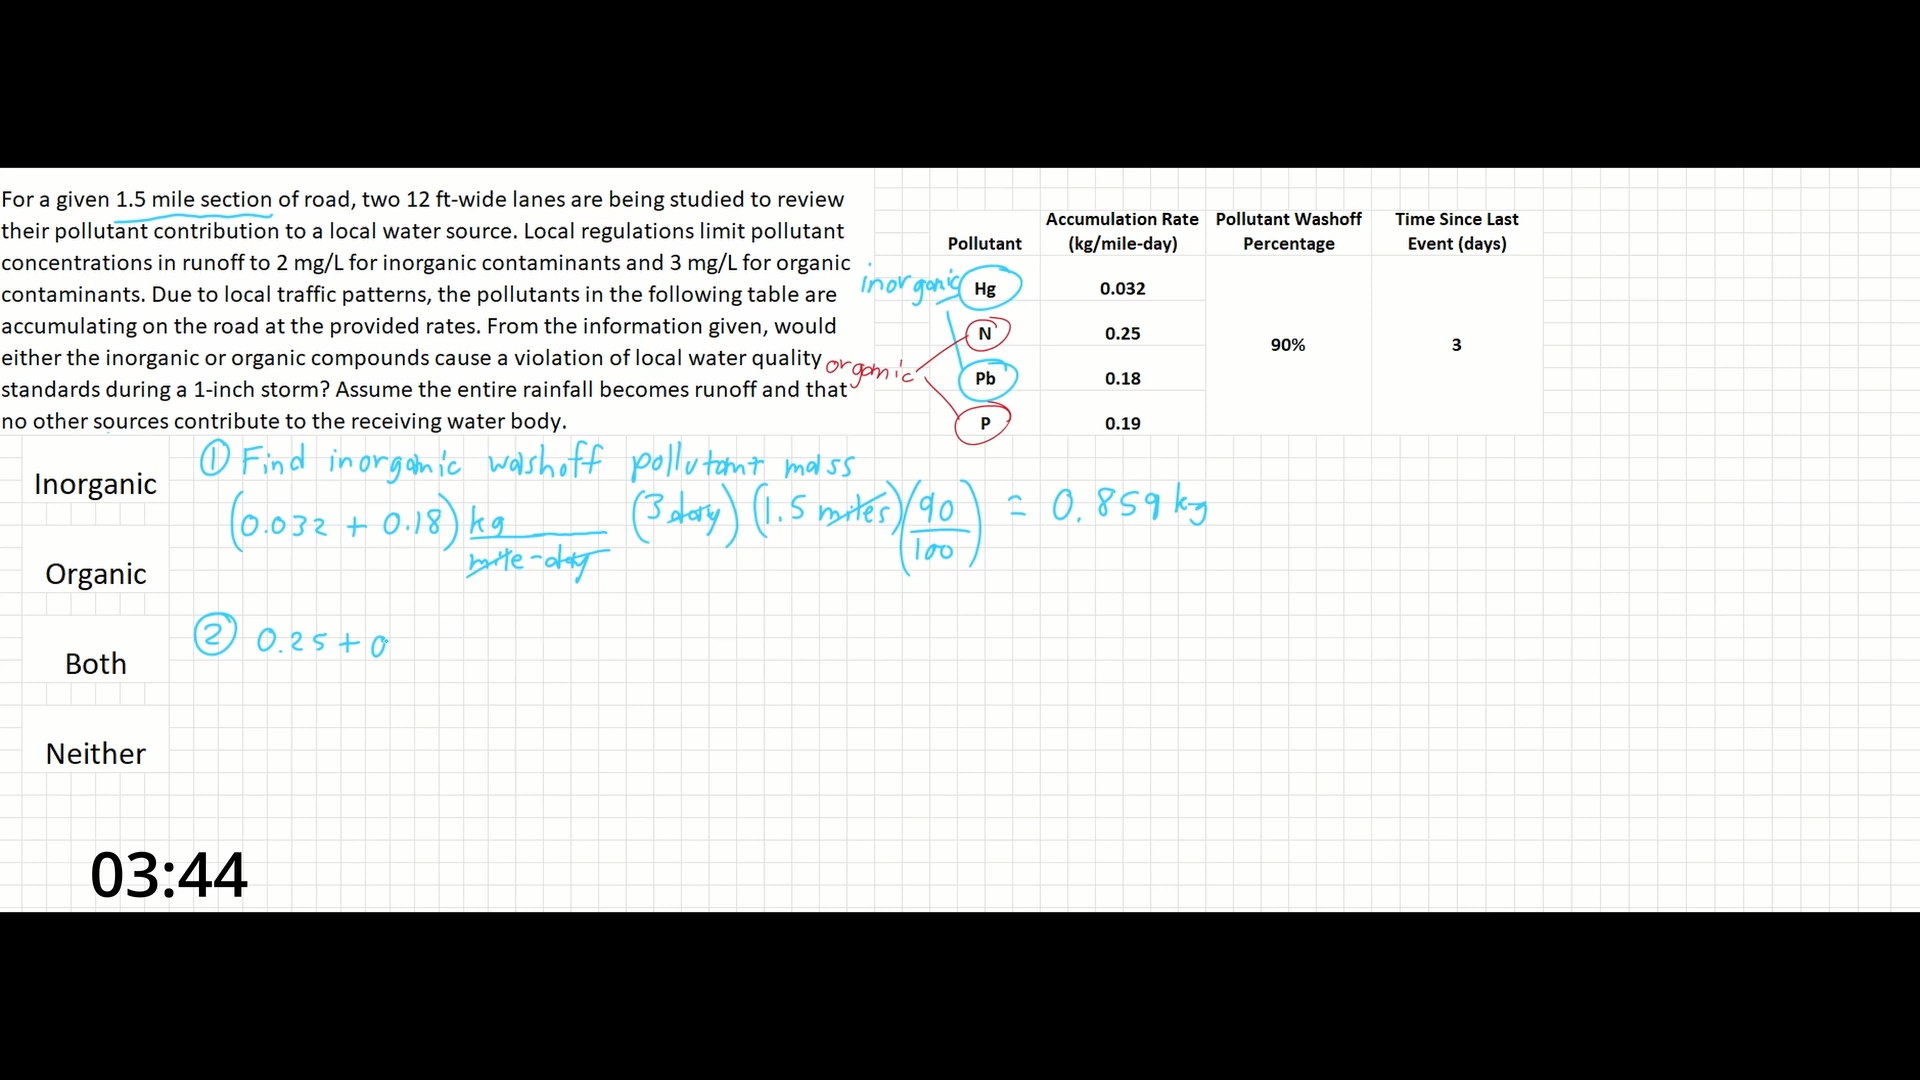 For a given 1.5 mile section of road, two 12 ft-wide lanes are being studied to review
their pollutant contribution to a local water source. Local regulations limit pollutant
concentrations in runoff to 2 mg/L for inorganic contaminants and 3 mg/L for organic
contaminants. Due to local traffic patterns, the pollutants in the following table are
accumulating on the road at the provided rates. From the information given, would
either the inorganic or organic compounds cause a violation of local water quality
standards during a 1-inch storm? Assume the entire rainfall becomes runoff and that
no other sources contribute to the receiving water body.
Pollutant Accumulation Rate (kg/mile-day) Pollutant Washoff Percentage Time Since Last Event (days)
inorganic Hg 0.032
N 0.25
90% 3
organic
Pb 0.18
P 0.19
Inorganic
Organic
Both
Neither
① Find inorganic washoff pollutant mass
(0.032 + 0.18) kg/mile-day (3 day) (1.5 miles) (90/100) = 0.859 kg
② 0.25 + 0
03:44